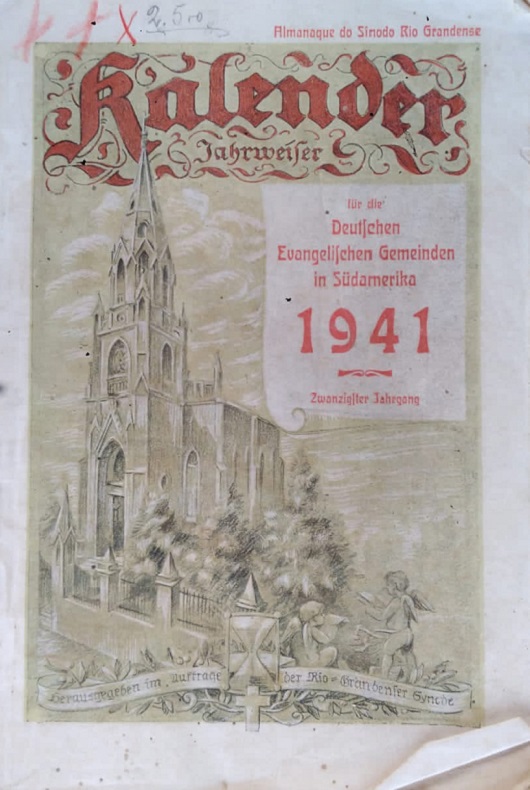 2.5oo
Almanaque do Sinodo Rio Grandense
Kalender
Jahrweiser
für die
Deutſchen
Evangeliſchen Gemeinden
in Südamerika
1941
Zwanzigſter Jahrgang
Herausgegeben im Auftrage der Rio-Grandenſer Synode